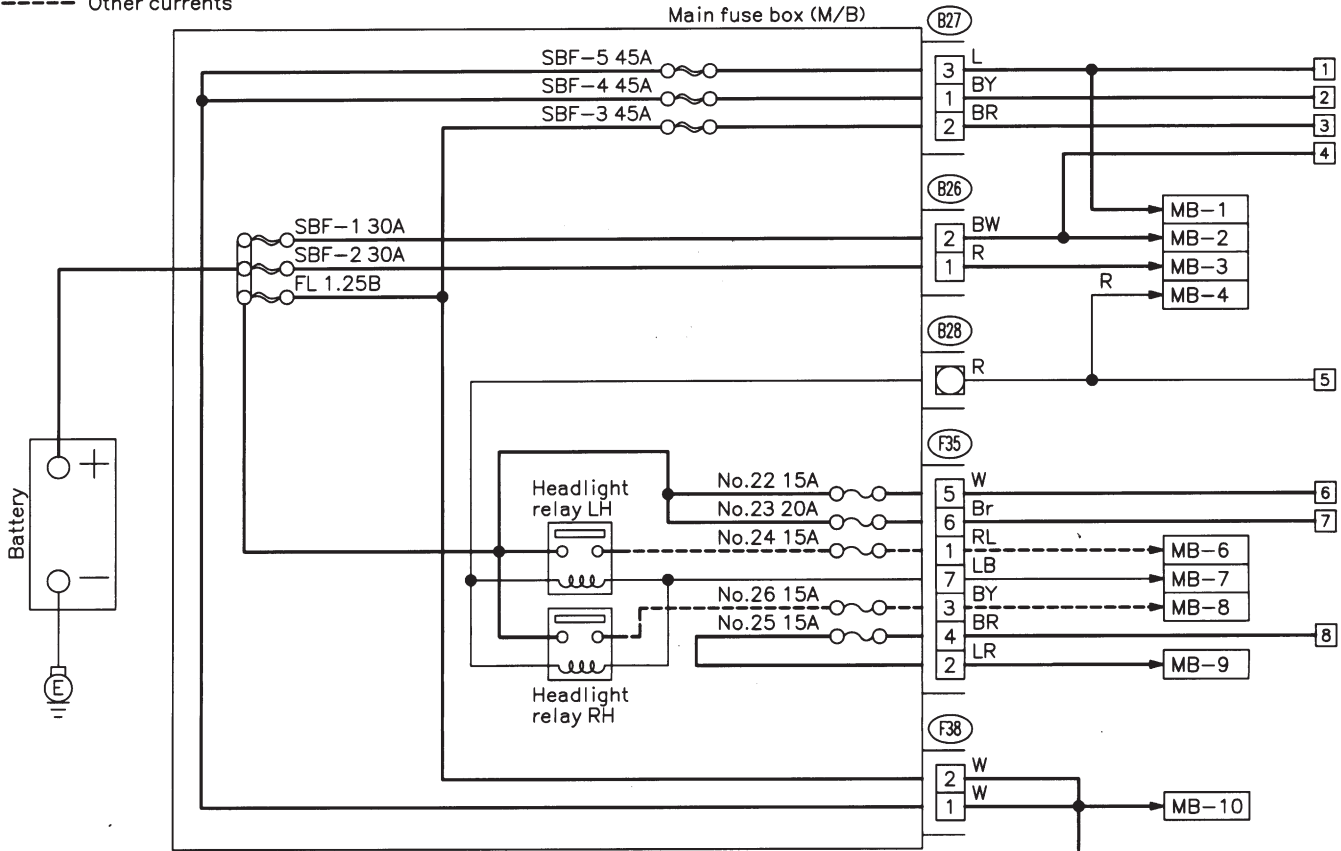 Other currents
Main fuse box (M/B)
B27
SBF-5 45A
3
L
1
SBF-4 45A
1
BY
2
SBF-3 45A
2
BR
3
4
B26
MB-1
SBF-1 30A
2
BW
MB-2
SBF-2 30A
1
R
MB-3
FL 1.25B
R
MB-4
B28
R
5
F35
Battery
+
−
E
Headlight
relay LH
No.22 15A
5
W
6
No.23 20A
6
Br
7
No.24 15A
1
RL
MB-6
7
LB
MB-7
No.26 15A
3
BY
MB-8
No.25 15A
4
BR
8
2
LR
MB-9
Headlight
relay RH
F38
2
W
1
W
MB-10